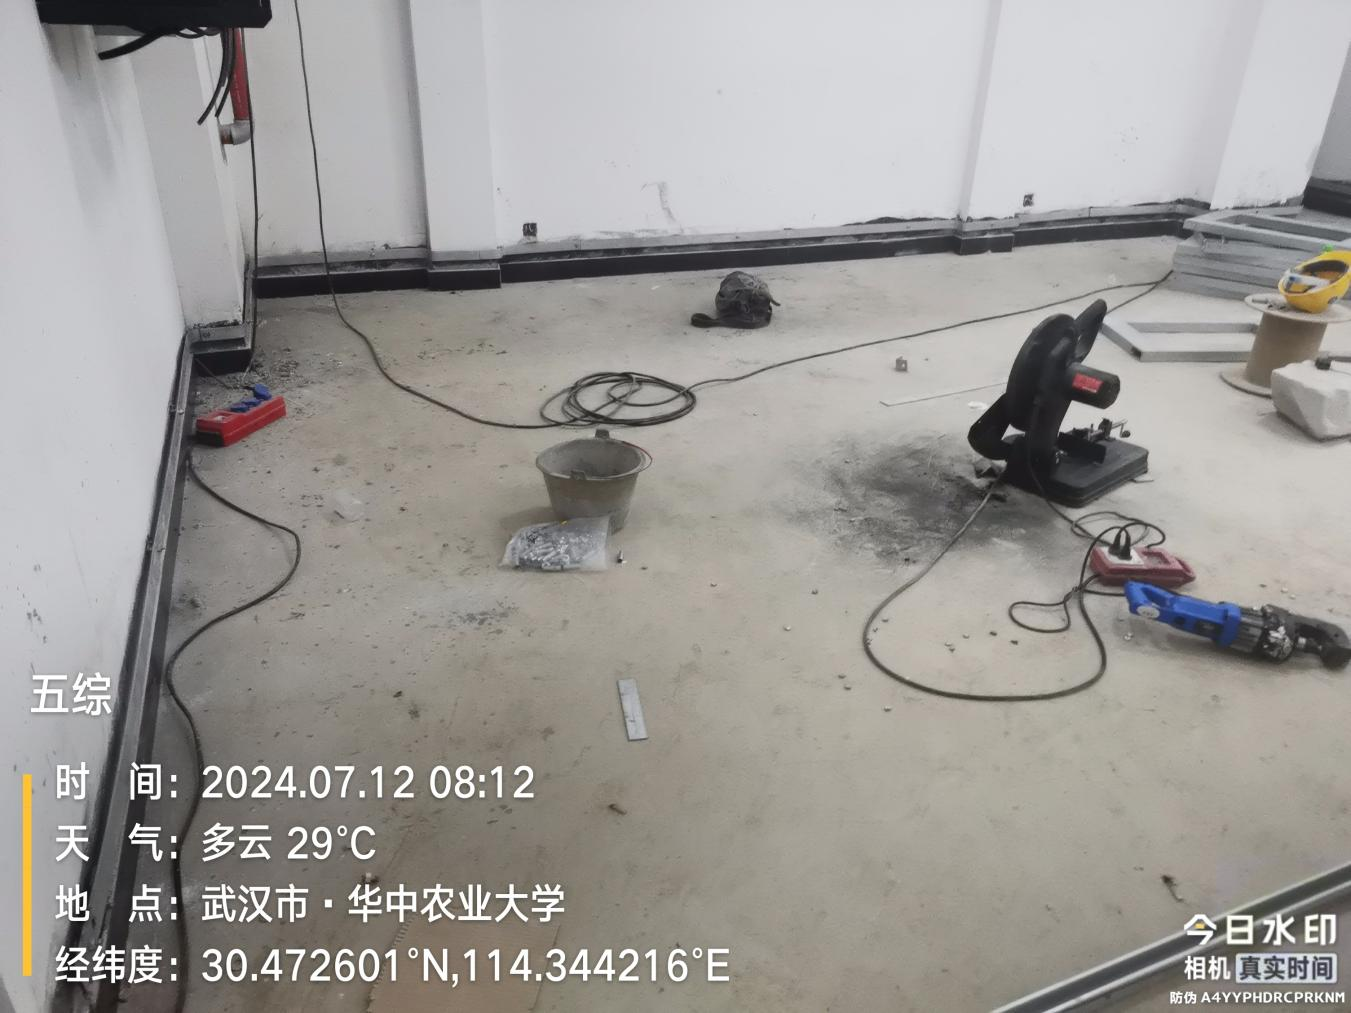 五综
时 间：2024.07.12 08:12
天 气：多云 29°C
地 点：武汉市·华中农业大学
经纬度：30.472601°N,114.344216°E
今日水印
相机 真实时间
防伪 A4YYPHDRCPRKNM